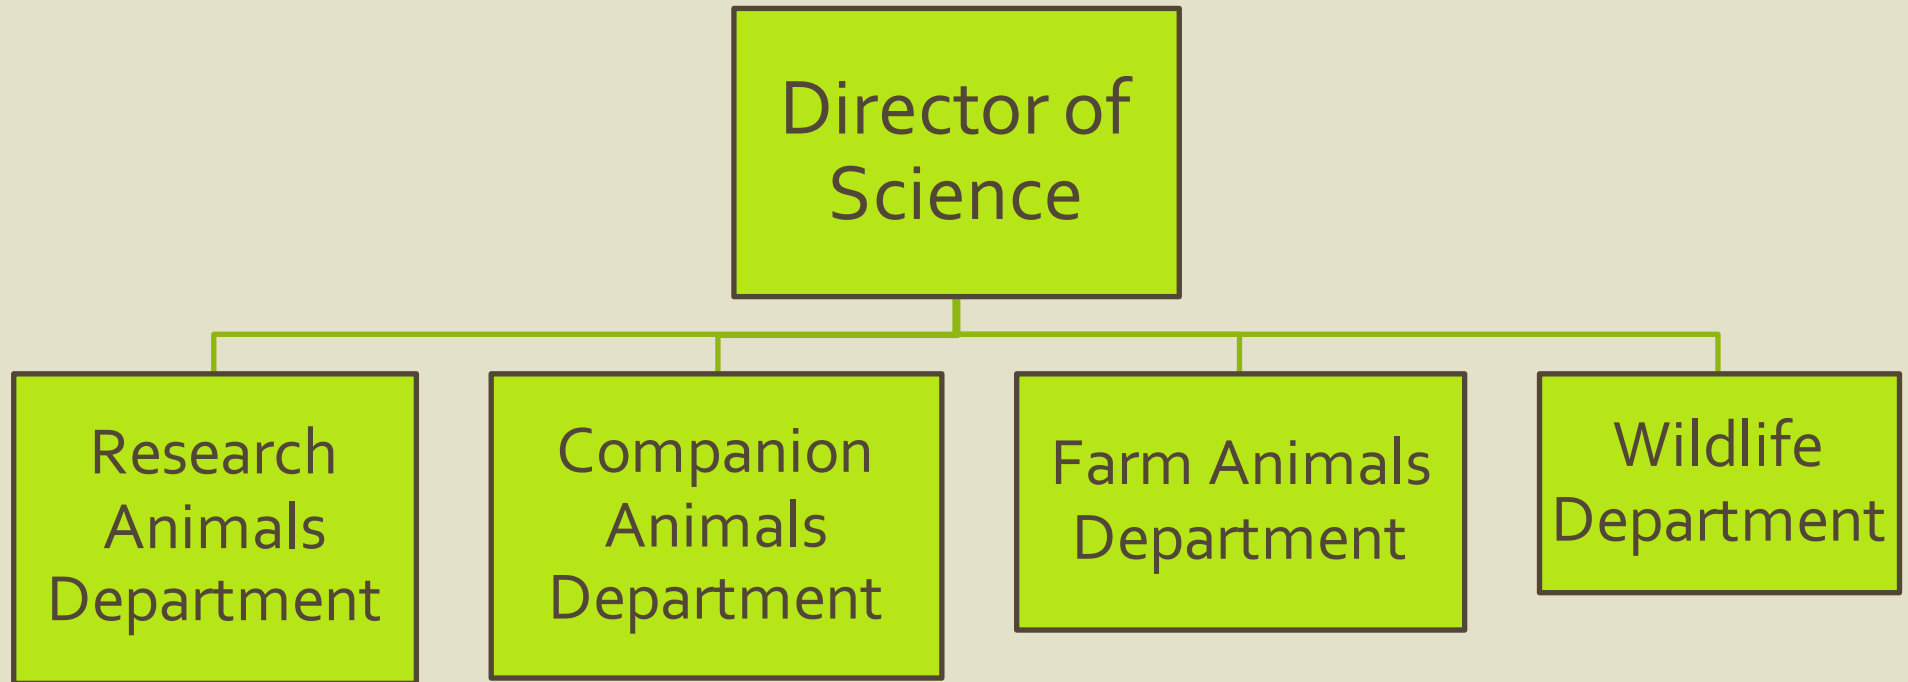 Director of
Science
Research
Animals
Department
Companion
Animals
Department
Farm Animals
Department
Wildlife
Department